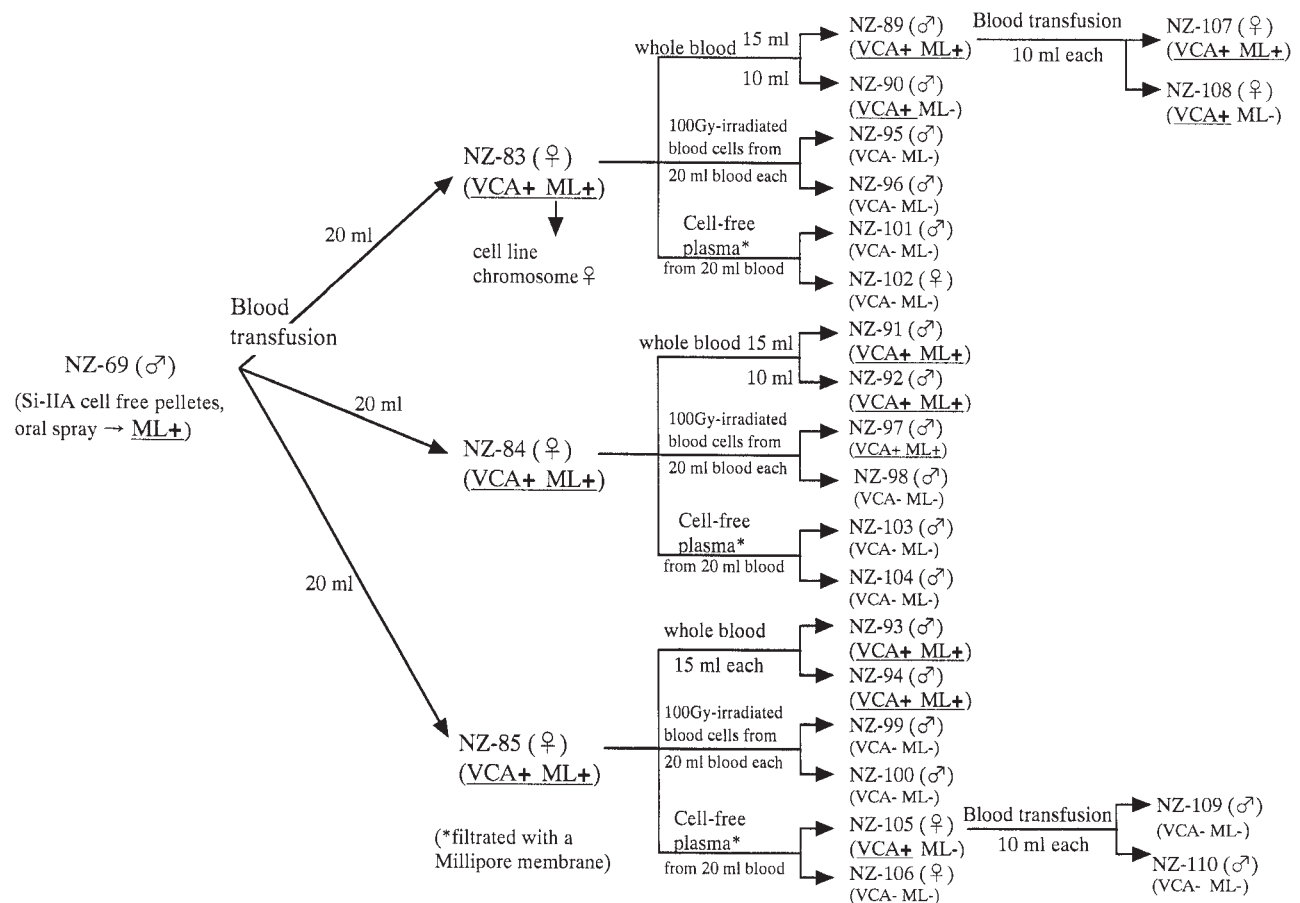 NZ-69 (♂)
(Si-IIA cell free pelletes,
oral spray → ML+)
Blood
transfusion
20 ml
20 ml
20 ml
NZ-83 (♀)
(VCA+ ML+)
cell line
chromosome ♀
whole blood 15 ml
10 ml
100Gy-irradiated
blood cells from
20 ml blood each
Cell-free
plasma*
from 20 ml blood
NZ-89 (♂)
(VCA+ ML+)
NZ-90 (♂)
(VCA+ ML-)
NZ-95 (♂)
(VCA- ML-)
NZ-96 (♂)
(VCA- ML-)
NZ-101 (♂)
(VCA- ML-)
NZ-102 (♀)
(VCA- ML-)
Blood transfusion
10 ml each
NZ-107 (♀)
(VCA+ ML+)
NZ-108 (♀)
(VCA+ ML-)
NZ-84 (♀)
(VCA+ ML+)
whole blood 15 ml
10 ml
100Gy-irradiated
blood cells from
20 ml blood each
Cell-free
plasma*
from 20 ml blood
NZ-91 (♂)
(VCA+ ML+)
NZ-92 (♂)
(VCA+ ML+)
NZ-97 (♂)
(VCA+ ML+)
NZ-98 (♂)
(VCA- ML-)
NZ-103 (♂)
(VCA- ML-)
NZ-104 (♂)
(VCA- ML-)
NZ-85 (♀)
(VCA+ ML+)
whole blood
15 ml each
100Gy-irradiated
blood cells from
20 ml blood each
Cell-free
plasma*
from 20 ml blood
NZ-93 (♂)
(VCA+ ML+)
NZ-94 (♂)
(VCA+ ML+)
NZ-99 (♂)
(VCA- ML-)
NZ-100 (♂)
(VCA- ML-)
NZ-105 (♀)
(VCA+ ML-)
NZ-106 (♀)
(VCA- ML-)
Blood transfusion
10 ml each
NZ-109 (♂)
(VCA- ML-)
NZ-110 (♂)
(VCA- ML-)
(*filtrated with a
Millipore membrane)